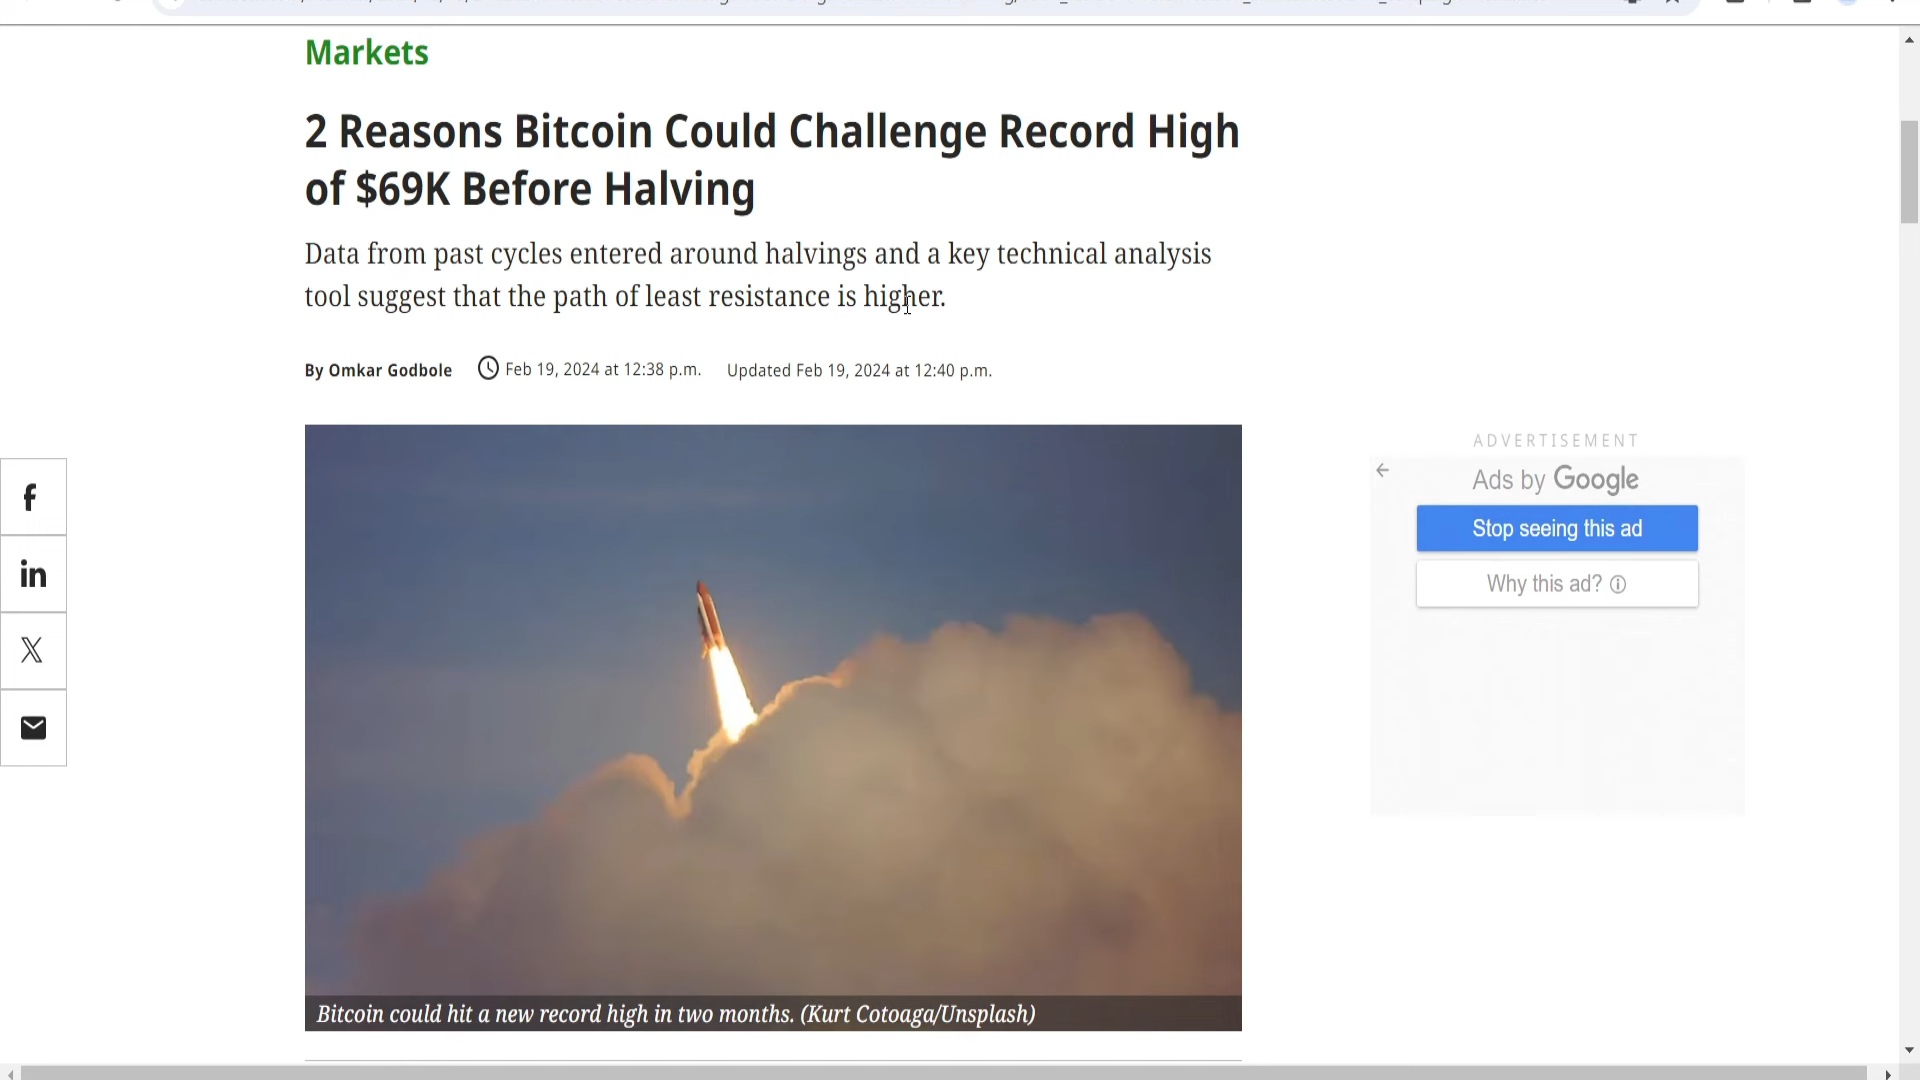 Markets
2 Reasons Bitcoin Could Challenge Record High
of $69K Before Halving
Data from past cycles entered around halvings and a key technical analysis
tool suggest that the path of least resistance is higher.
By Omkar Godbole Feb 19, 2024 at 12:38 p.m. Updated Feb 19, 2024 at 12:40 p.m.
ADVERTISEMENT
Ads by Google
Stop seeing this ad
Why this ad?
f
in
X
Bitcoin could hit a new record high in two months. (Kurt Cotoaga/Unsplash)